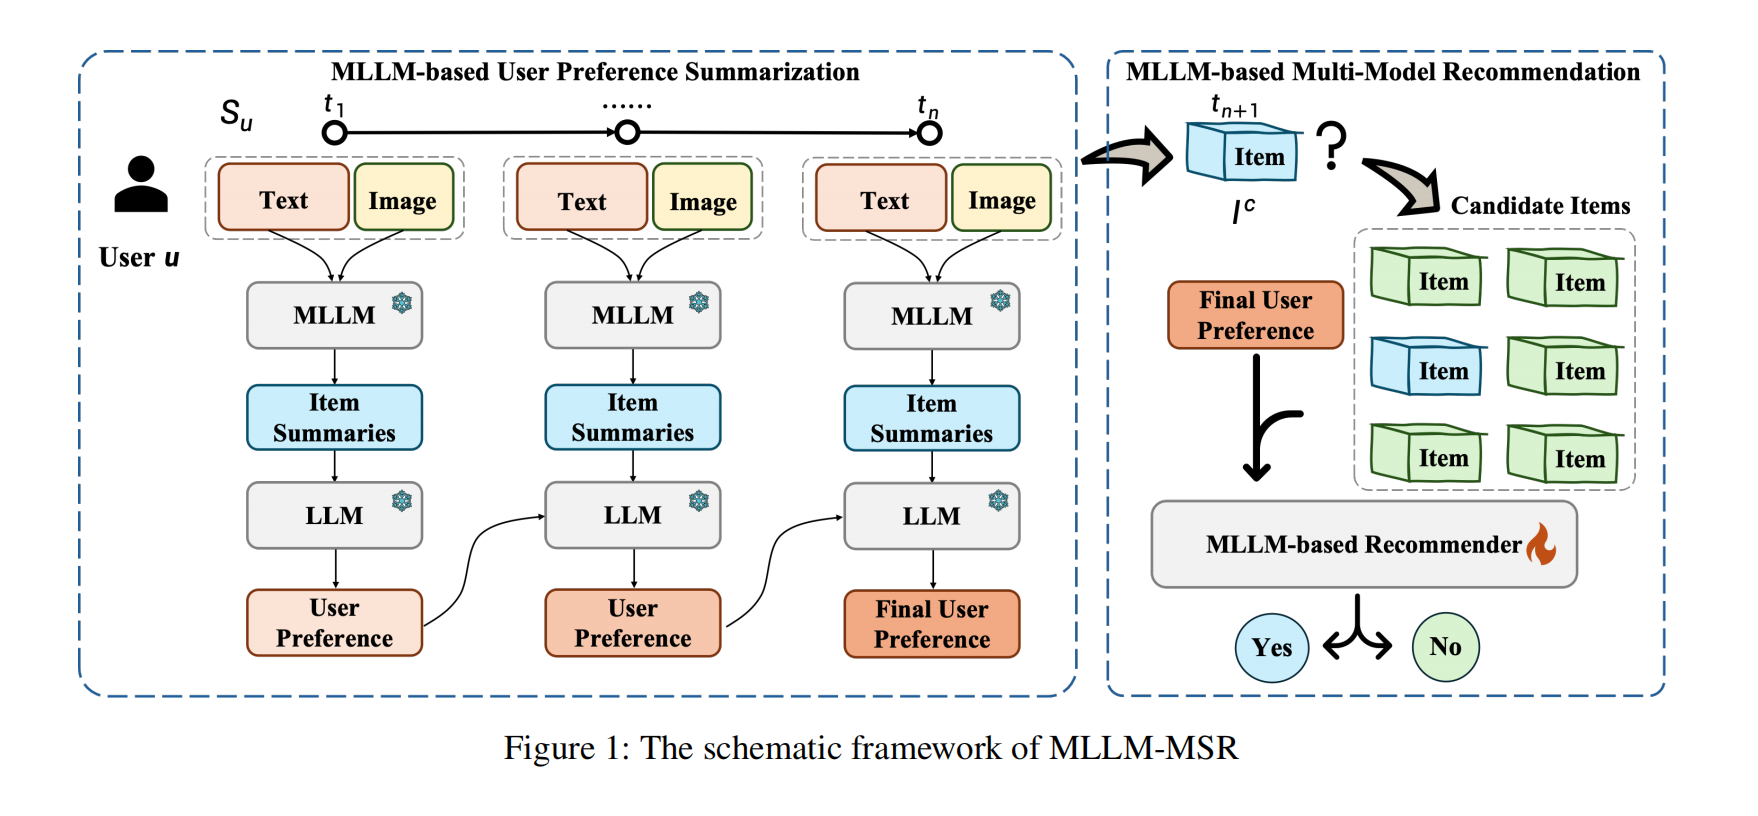 MLLM-based User Preference Summarization
S_u
t_1
......
t_n
User u
Text
Image
Text
Image
Text
Image
MLLM
MLLM
MLLM
Item
Summaries
Item
Summaries
Item
Summaries
LLM
LLM
LLM
User
Preference
User
Preference
Final User
Preference
MLLM-based Multi-Model Recommendation
t_{n+1}
Item
?
I^c
Candidate Items
Item
Item
Item
Item
Item
Item
Final User
Preference
MLLM-based Recommender
Yes
No
Figure 1: The schematic framework of MLLM-MSR